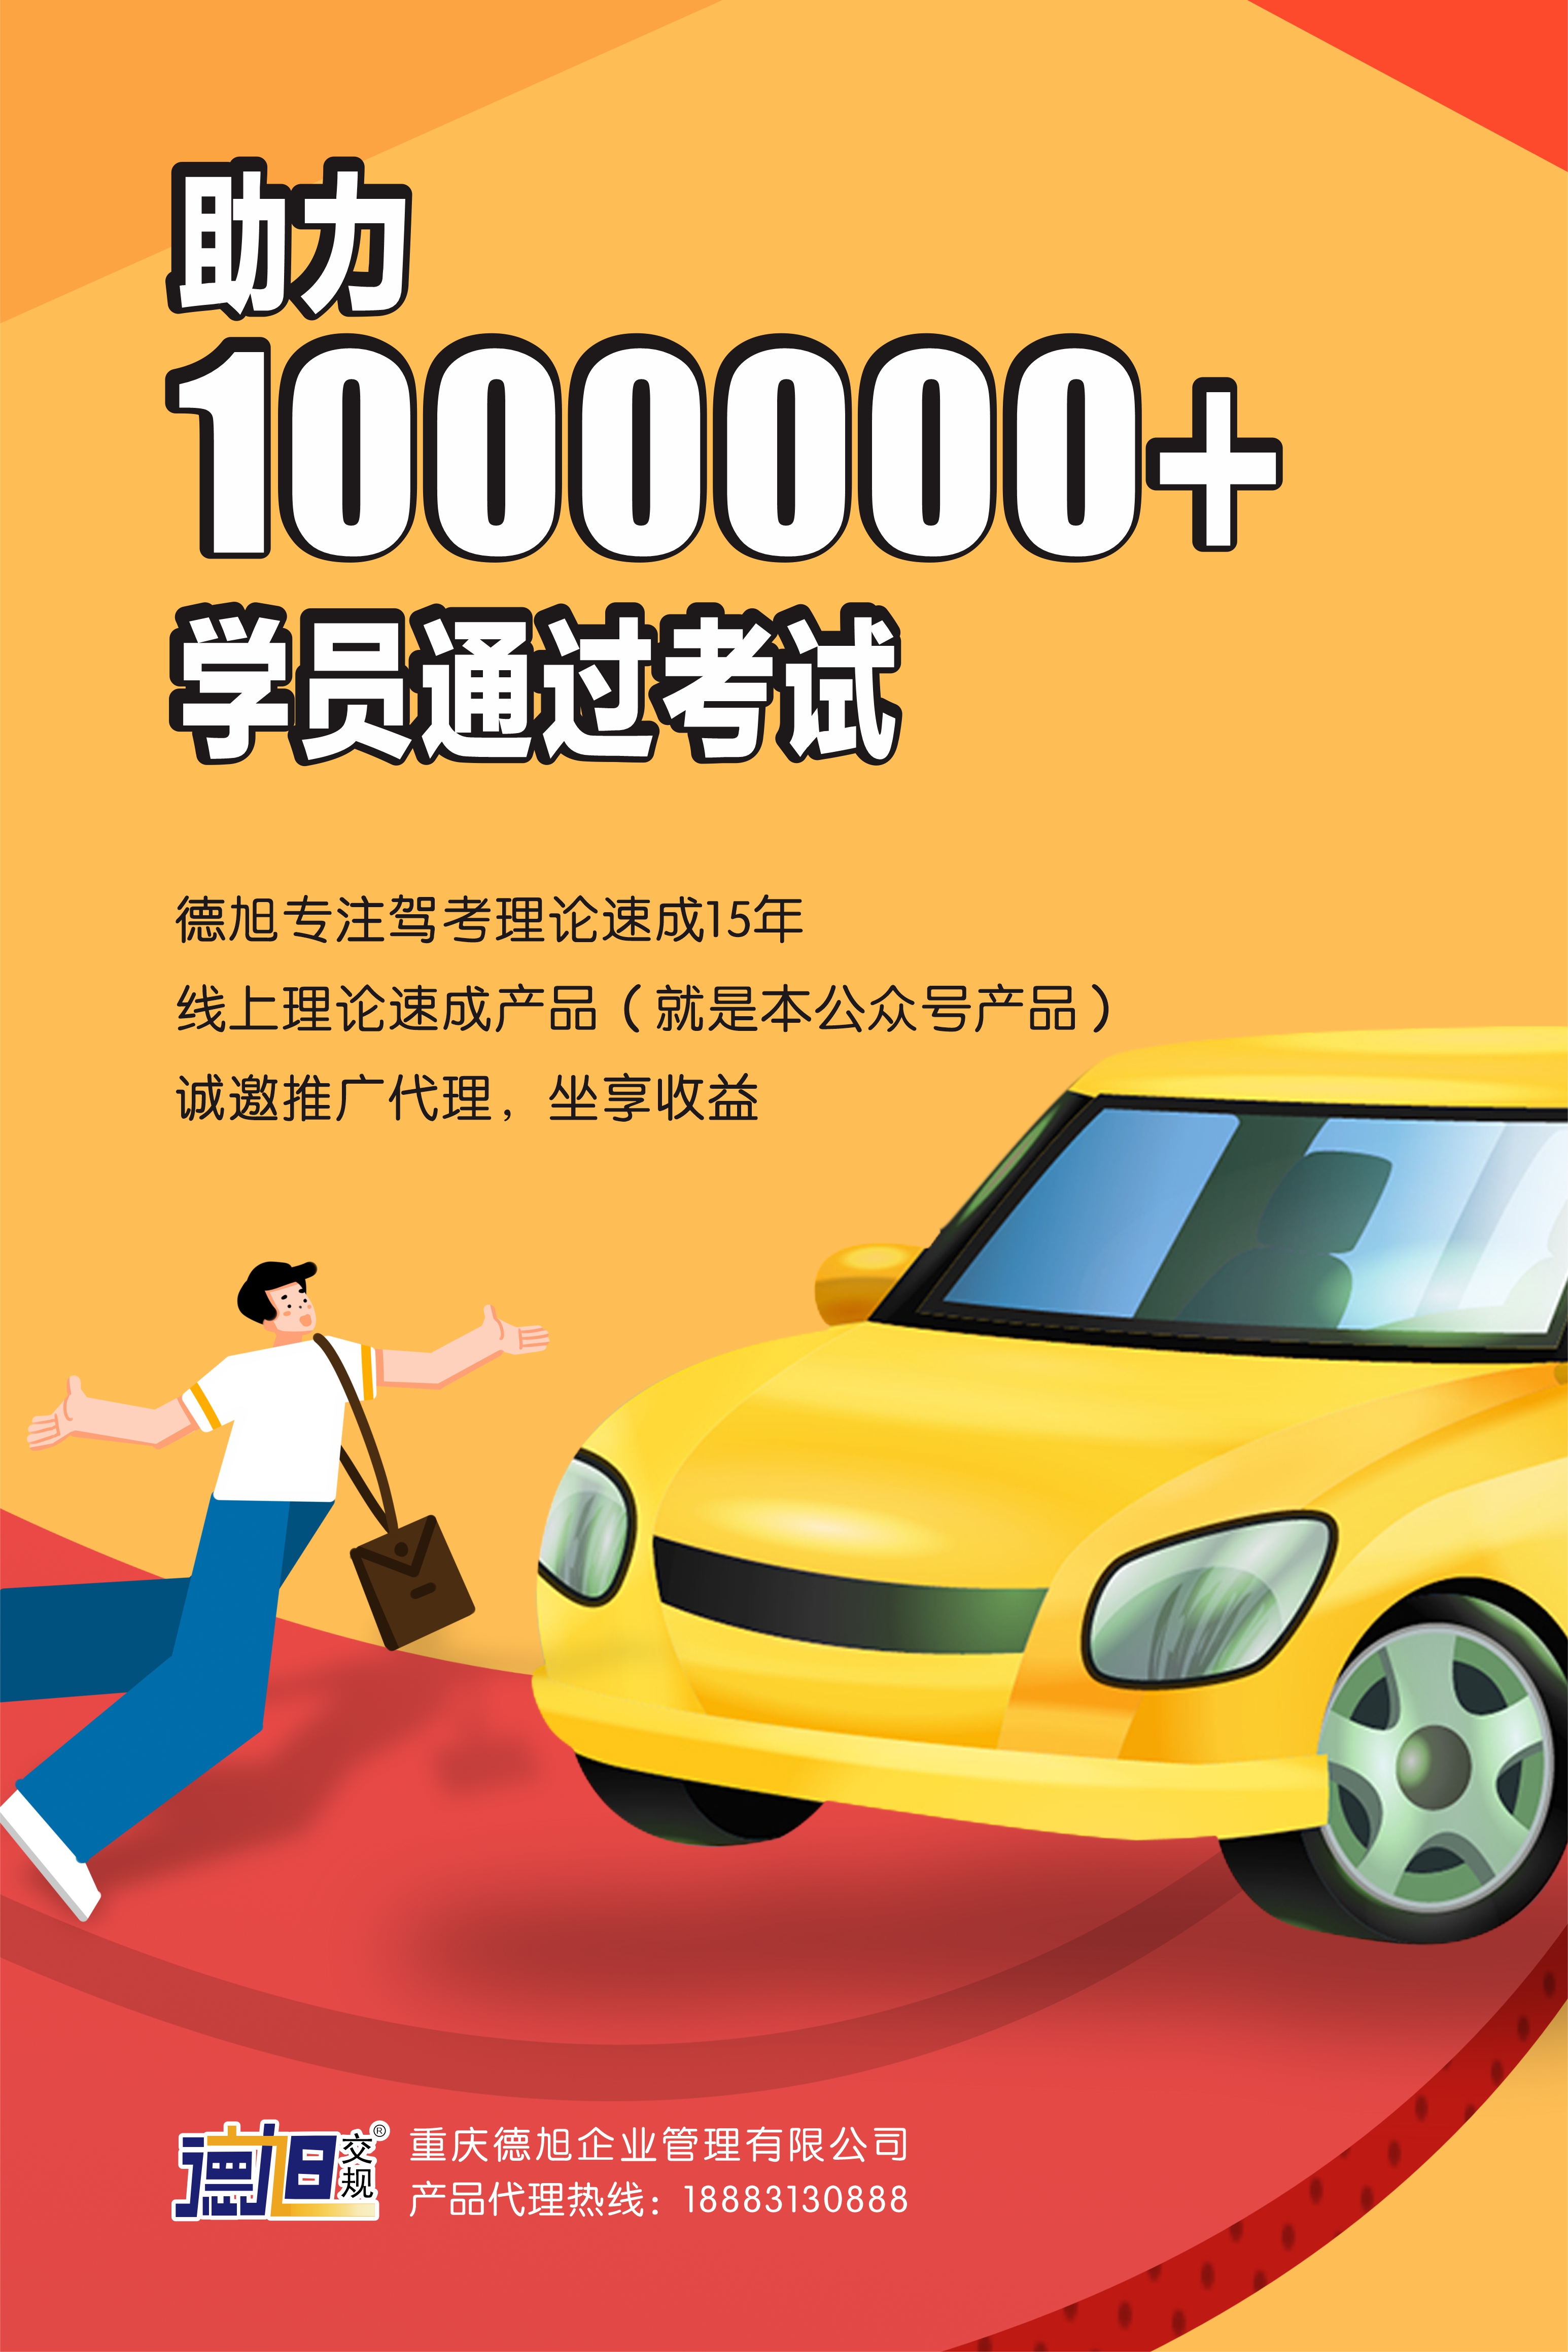 助力
1000000+
学员通过考试
德旭专注驾考理论速成15年
线上理论速成产品（就是本公众号产品）
诚邀推广代理，坐享收益
德旭交规®
重庆德旭企业管理有限公司
产品代理热线：18883130888